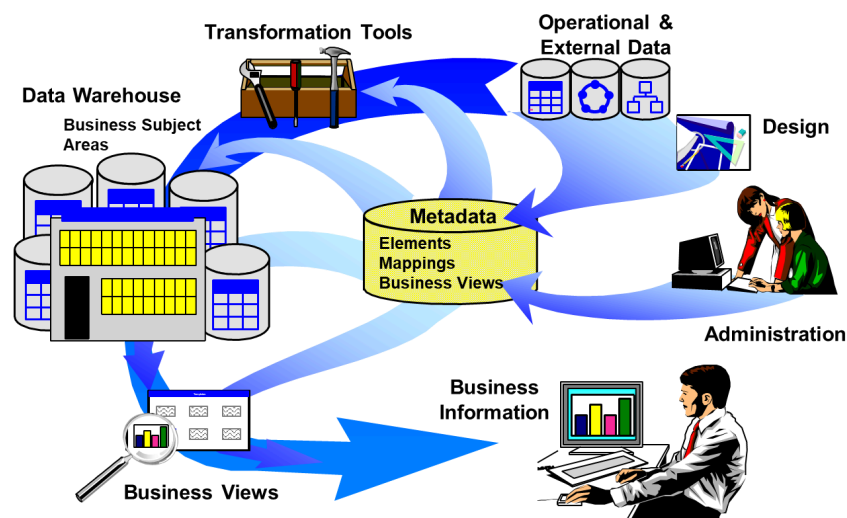 Operational &
External Data
Transformation Tools
Data Warehouse
Business Subject
Areas
Design
Metadata
Elements
Mappings
Business Views
Administration
Business
Information
Business Views